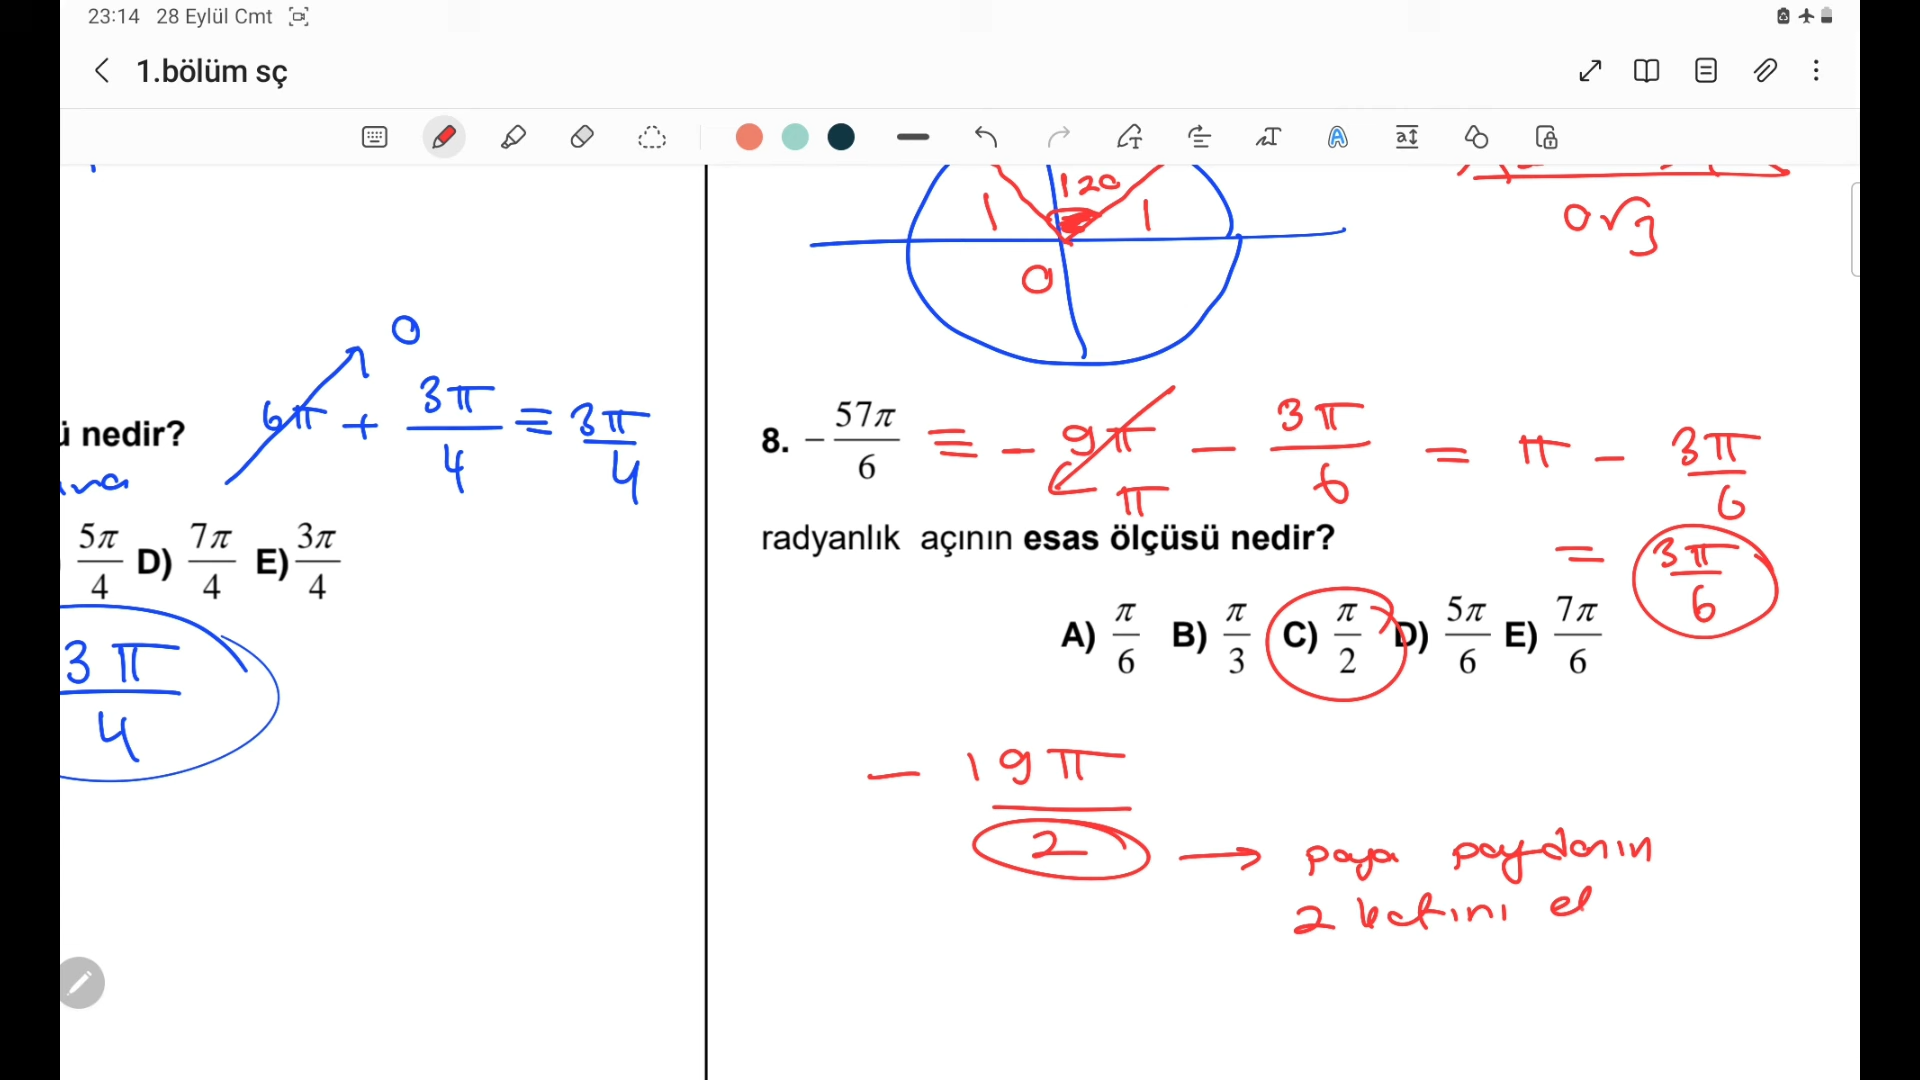 23:14 28 Eylül Cmt
1.bölüm sç
120
1 1
0
0√3
0
6π + 3π/4 ≡ 3π/4
ü nedir?
5π/4 D) 7π/4 E) 3π/4
3π/4
8. −57π/6 ≡ − 9π − 3π/6 = π − 3π/6
π
radyanlık açının esas ölçüsü nedir?
= 3π/6
A) π/6 B) π/3 C) π/2 D) 5π/6 E) 7π/6
− 19π/2 → paya paydanın
2 katını el